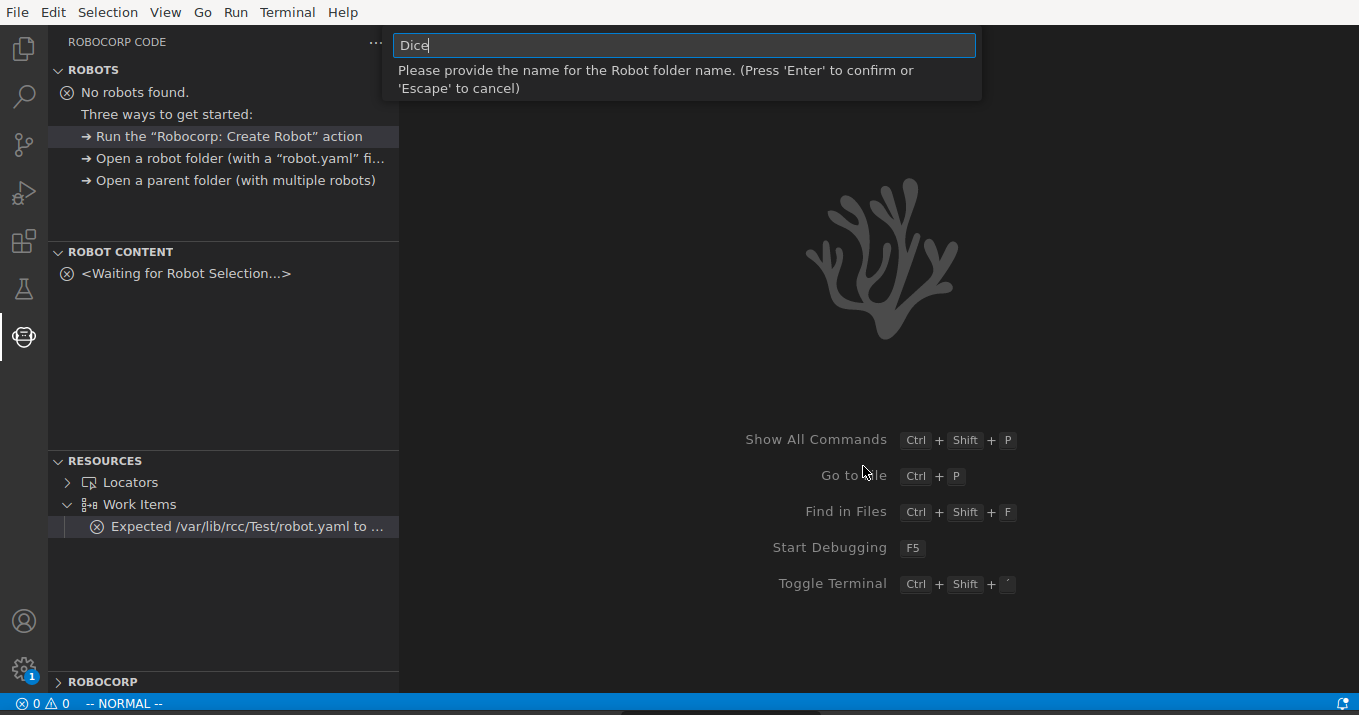 File Edit Selection View Go Run Terminal Help
ROBOCORP CODE
Dice
Please provide the name for the Robot folder name. (Press 'Enter' to confirm or
'Escape' to cancel)
ROBOTS
No robots found.
Three ways to get started:
➔ Run the “Robocorp: Create Robot” action
➔ Open a robot folder (with a “robot.yaml” fi...
➔ Open a parent folder (with multiple robots)
ROBOT CONTENT
<Waiting for Robot Selection...>
Show All Commands Ctrl + Shift + P
Go to File Ctrl + P
Find in Files Ctrl + Shift + F
Start Debugging F5
Toggle Terminal Ctrl + Shift + ´
RESOURCES
Locators
Work Items
Expected /var/lib/rcc/Test/robot.yaml to ...
1
ROBOCORP
0 0 -- NORMAL --